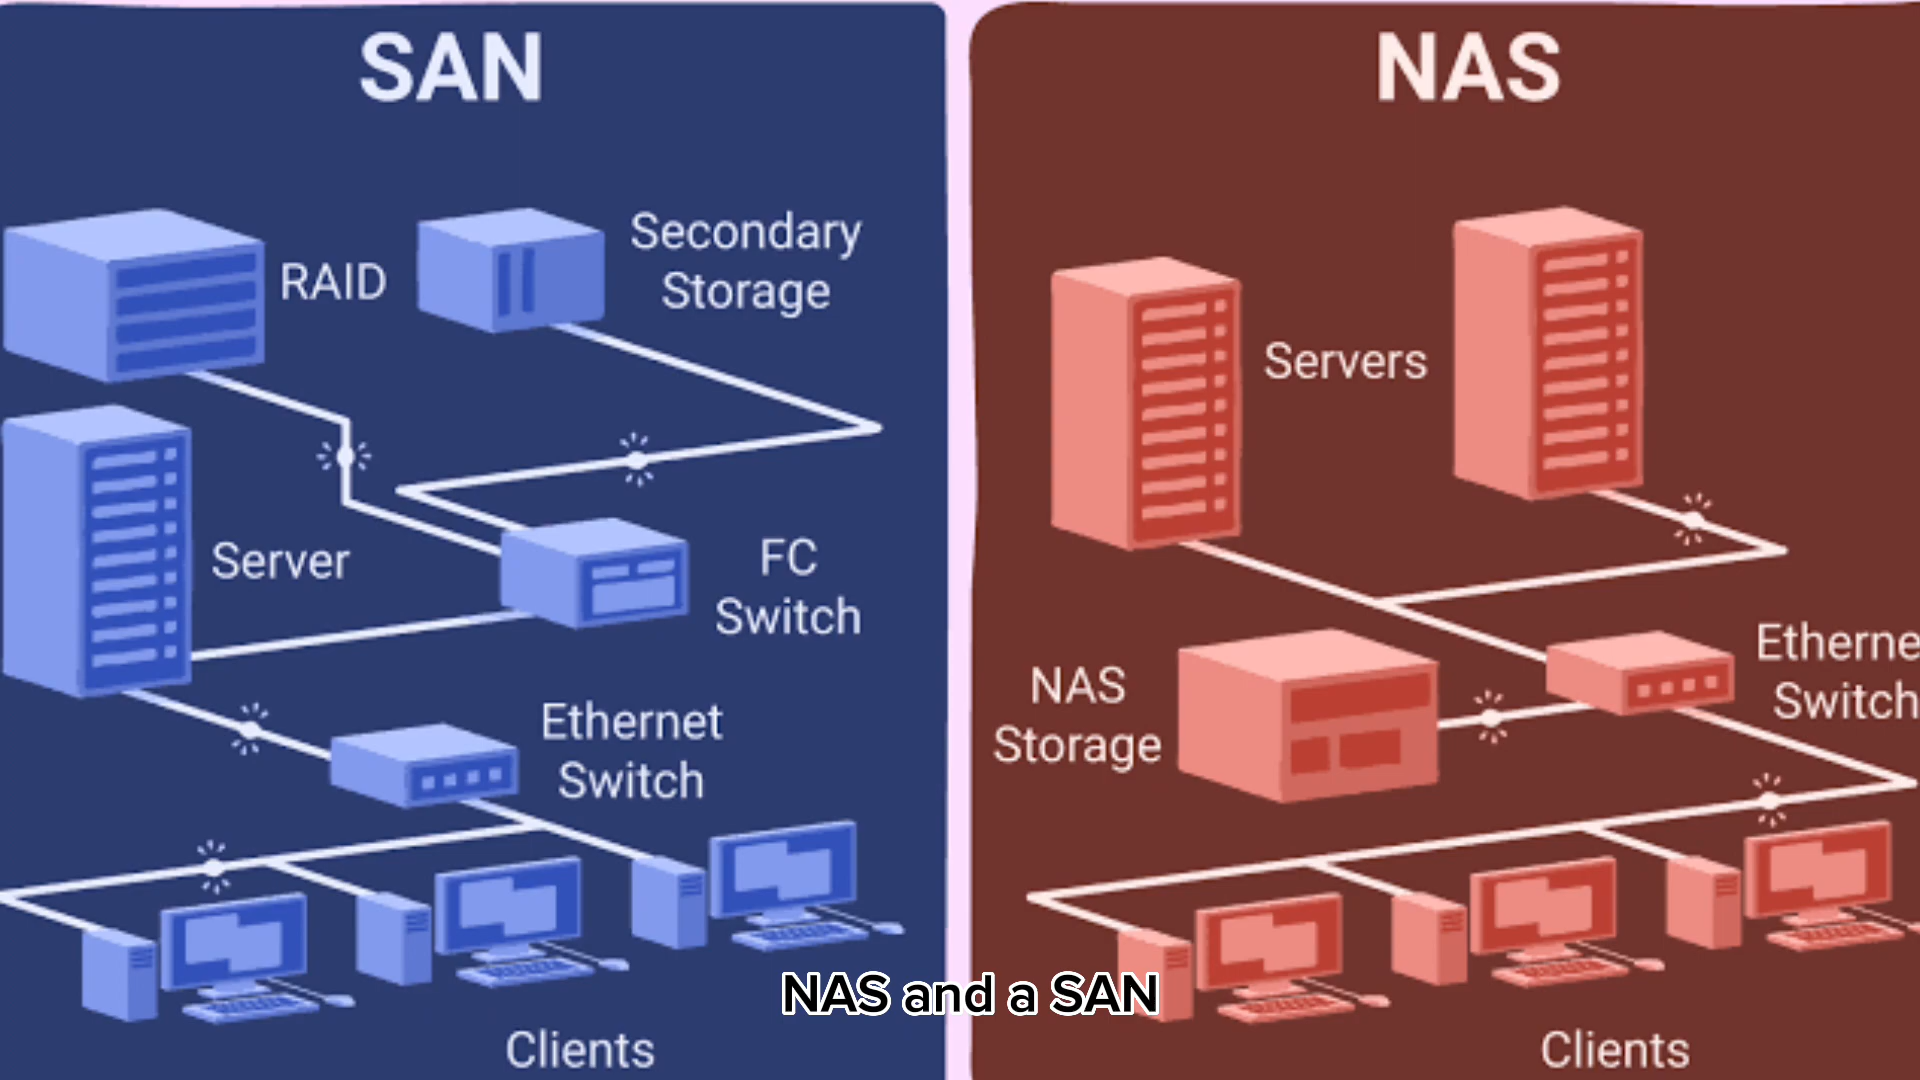 SAN
RAID
Secondary
Storage
Server
FC
Switch
Ethernet
Switch
Clients
NAS
Servers
NAS
Storage
Etherne
Switch
Clients
NAS and a SAN